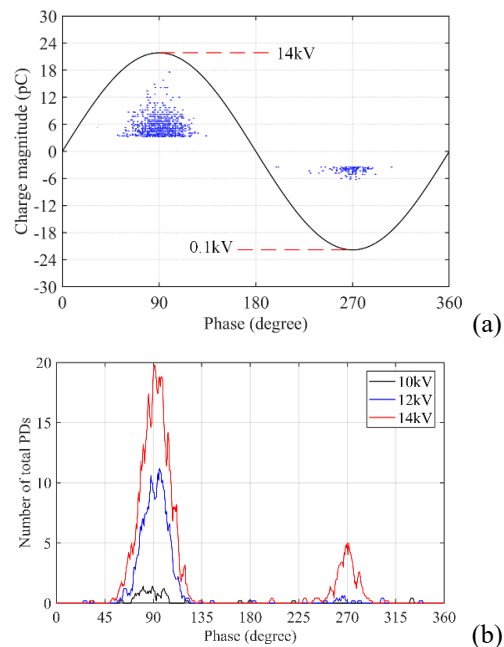 30
24
18
12
6
0
-6
-12
-18
-24
-30
Charge magnitude (pC)
14kV
0.1kV
0 90 180 270 360
Phase (degree)
(a)
20
15
10
5
0
Number of total PDs
10kV
12kV
14kV
0 45 90 135 180 225 270 315 360
Phase (degree)
(b)